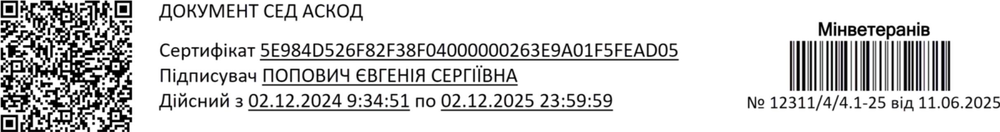 ДОКУМЕНТ СЕД АСКОД
Сертифікат 5E984D526F82F38F04000000263E9A01F5FEAD05
Підписувач ПОПОВИЧ ЄВГЕНІЯ СЕРГІЇВНА
Дійсний з 02.12.2024 9:34:51 по 02.12.2025 23:59:59
Мінветеранів
№ 12311/4/4.1-25 від 11.06.2025